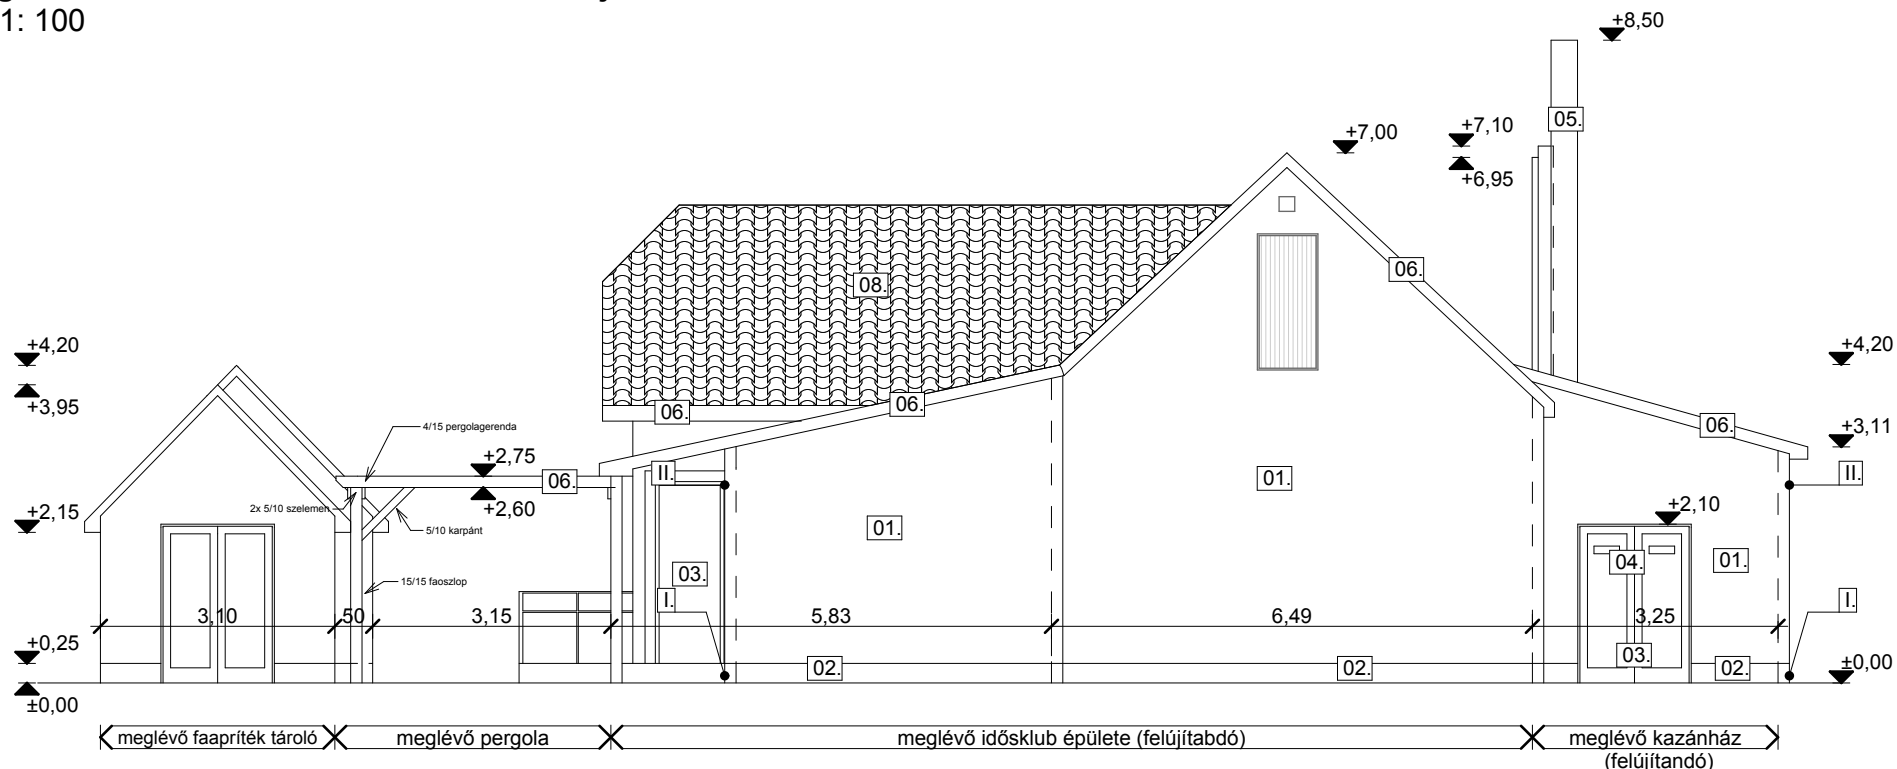 1: 100
+8,50
+7,00
+7,10
+6,95
05.
06.
08.
+4,20
+3,95
+4,20
06.
06.
06.
+3,11
4/15 pergolagerenda
+2,75
06.
+2,60
II.
II.
2x 5/10 szelemen
5/10 karpánt
+2,15
01.
01.
+2,10
04.
01.
03.
15/15 faoszlop
I.
I.
3,10
50
3,15
5,83
6,49
3,25
+0,25
02.
02.
03.
02.
±0,00
±0,00
meglévő faapríték tároló
meglévő pergola
meglévő idősklub épülete (felújítabdó)
meglévő kazánház
(felújítandó)